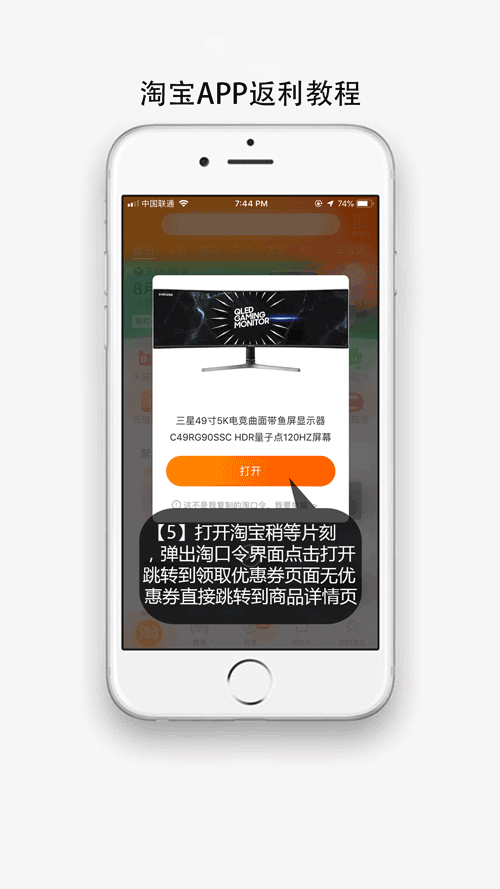 淘宝APP返利教程
中国联通
7:44 PM
74%
SAMSUNG
QLED
GAMING
MONITOR
三星49寸5K电竞曲面带鱼屏显示器
C49RG90SSC HDR量子点120HZ屏幕
打开
这不是我复制的淘口令，我要
【5】打开淘宝稍等片刻
，弹出淘口令界面点击打开
跳转到领取优惠券页面无优
惠券直接跳转到商品详情页
我的淘宝